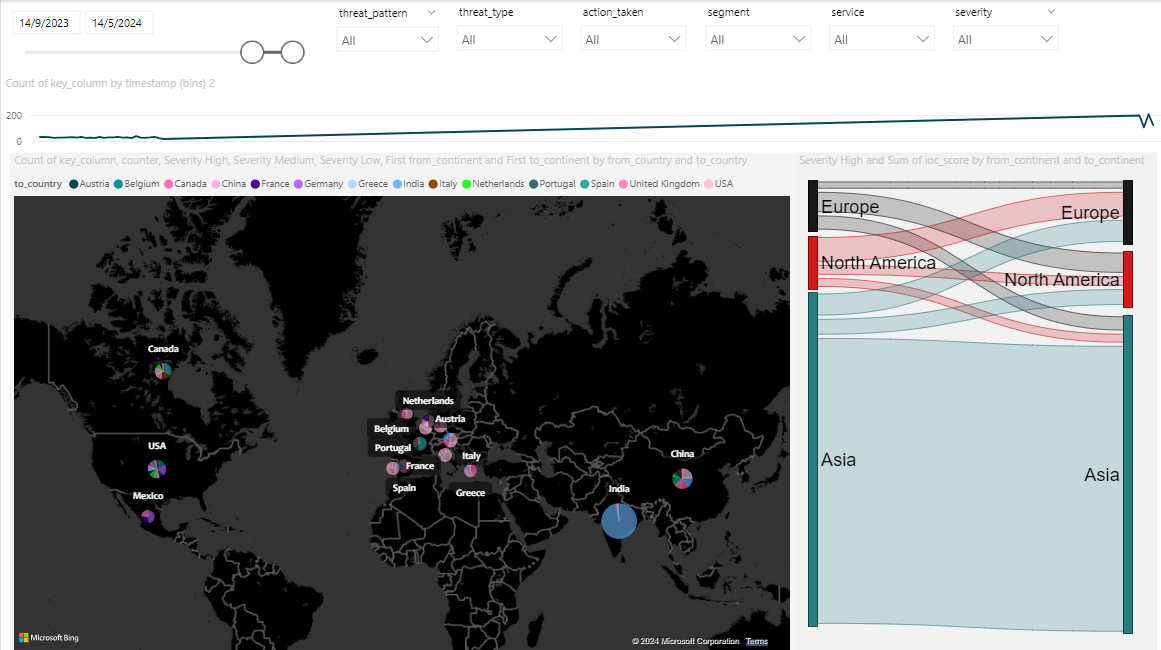 14/9/2023 14/5/2024
threat_pattern threat_type action_taken segment service severity
All All All All All All
Count of key_column by timestamp (bins) 2
200
0
Count of key_column, counter, Severity High, Severity Medium, Severity Low, First from_continent and First to_continent by from_country and to_country
to_country Austria Belgium Canada China France Germany Greece India Italy Netherlands Portugal Spain United Kingdom USA
Canada
Netherlands
Austria
Belgium
USA
Portugal
Italy
China
France
Spain
Greece
India
Mexico
Microsoft Bing
© 2024 Microsoft Corporation Terms
Severity High and Sum of ioc_score by from_continent and to_continent
Europe
Europe
North America
North America
Asia
Asia